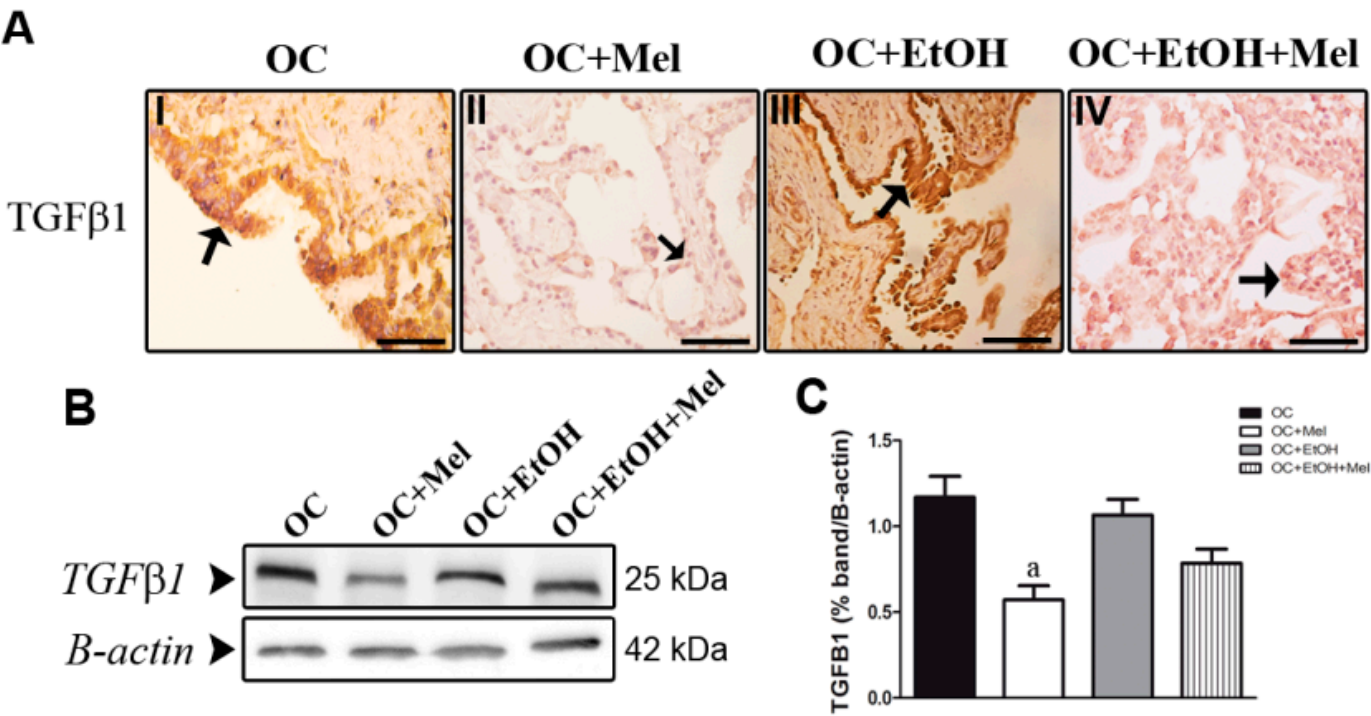 A
OC OC+Mel OC+EtOH OC+EtOH+Mel
I II III IV
TGFβ1
B
OC OC+Mel OC+EtOH OC+EtOH+Mel
TGFβ1 25 kDa
B-actin 42 kDa
C
OC
OC+Mel
OC+EtOH
OC+EtOH+Mel
TGFB1 (% band/B-actin)
1.5
1.0
0.5
0.0
a